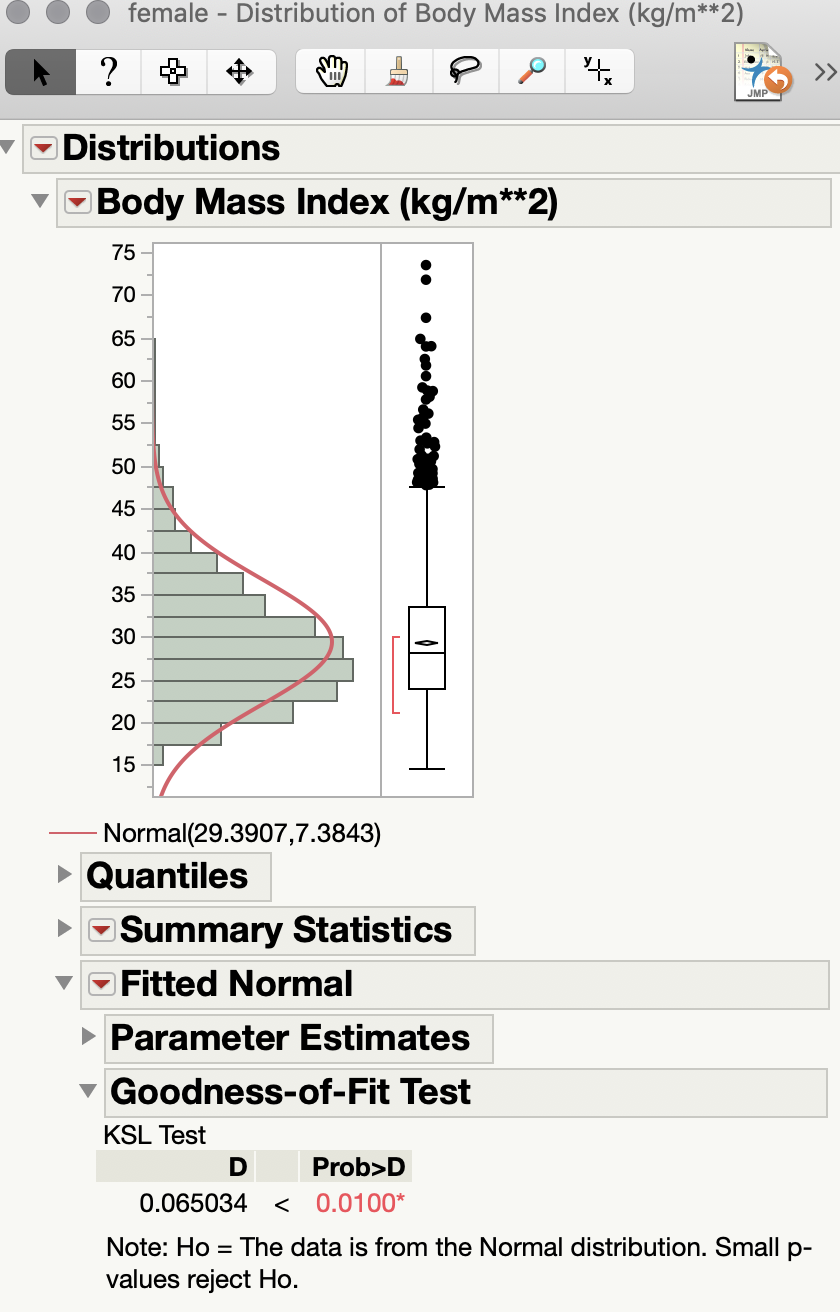 female - Distribution of Body Mass Index (kg/m**2)
? y x JMP >>
Distributions
Body Mass Index (kg/m**2)
75
70
65
60
55
50
45
40
35
30
25
20
15
Normal(29.3907,7.3843)
Quantiles
Summary Statistics
Fitted Normal
Parameter Estimates
Goodness-of-Fit Test
KSL Test
D Prob>D
0.065034 < 0.0100*
Note: Ho = The data is from the Normal distribution. Small p-
values reject Ho.